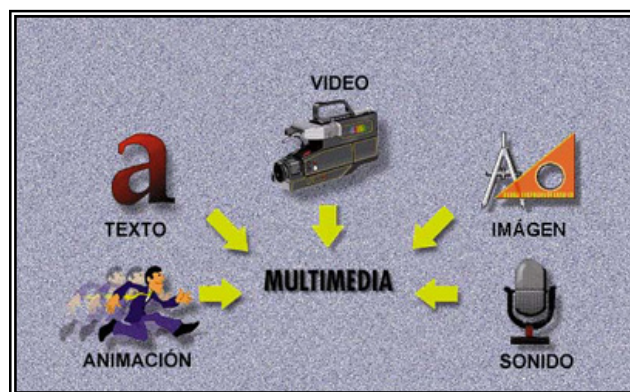 VIDEO
a
TEXTO
IMÁGEN
MULTIMEDIA
ANIMACIÓN
SONIDO